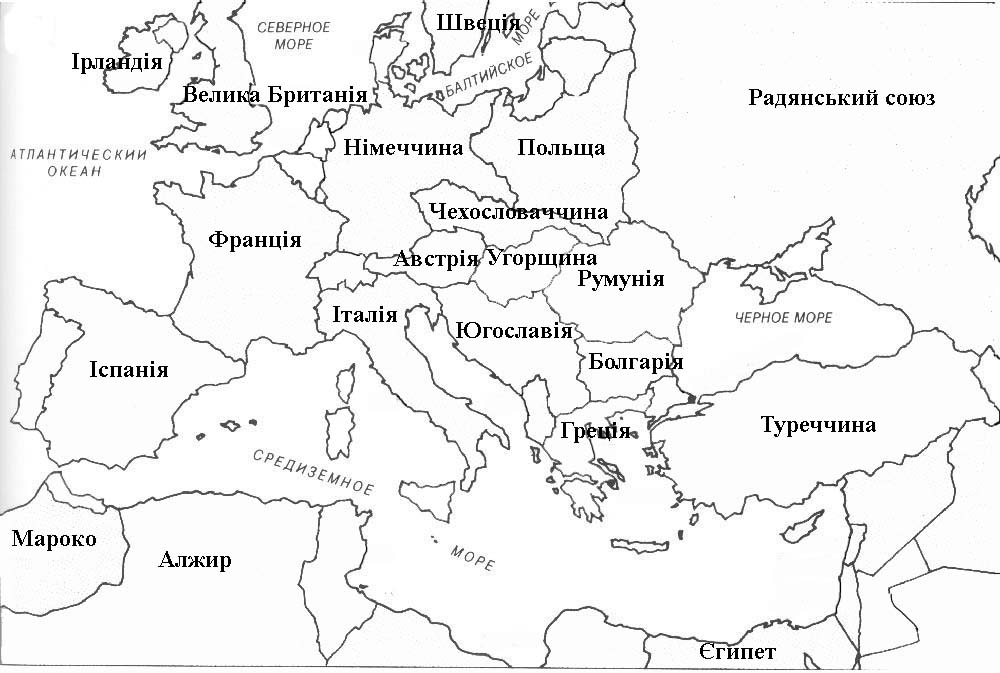 Швеція
СЕВЕРНОЕ
МОРЕ
МОРЕ
Ірландія
БАЛТИЙСКОЕ
Велика Британія
Радянський союз
АТЛАНТИЧЕСКИЙ
ОКЕАН
Німеччина
Польща
Чехословаччина
Франція
Австрія
Угорщина
Румунія
Італія
Югославія
ЧЕРНОЕ МОРЕ
Іспанія
Болгарія
Греція
Туреччина
СРЕДИЗЕМНОЕ
МОРЕ
Мароко
Алжир
Єгипет